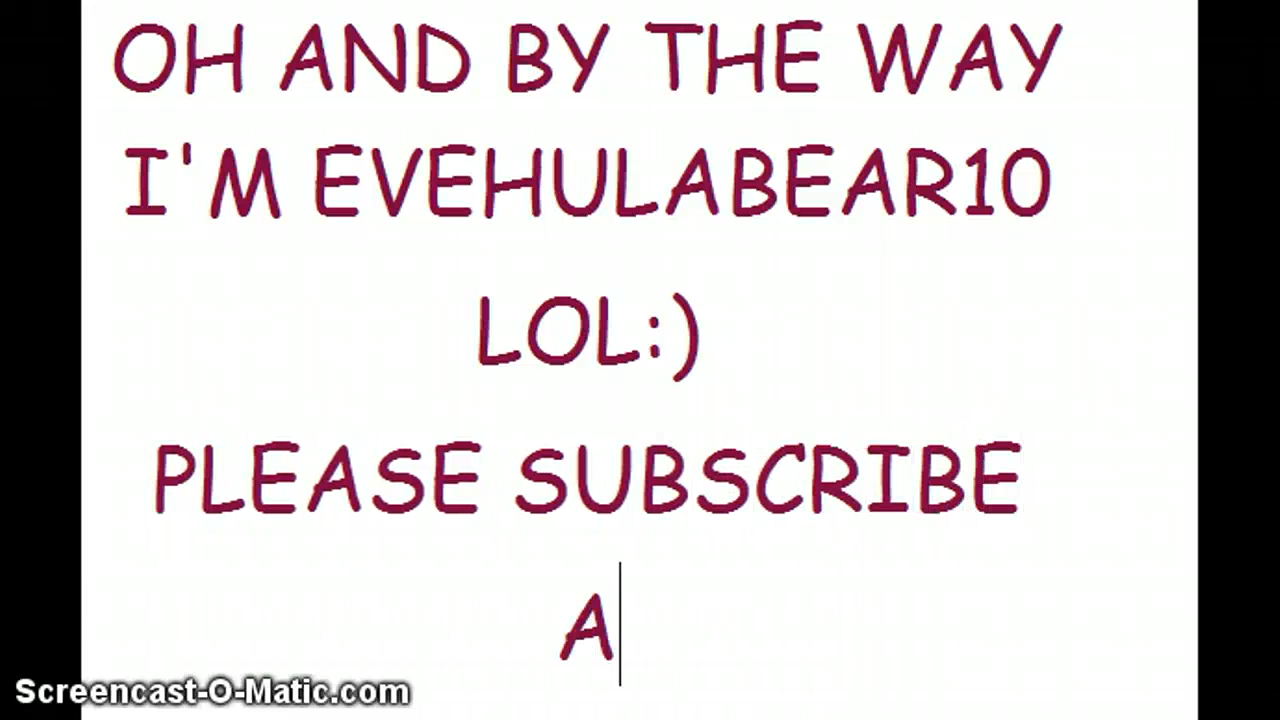 OH AND BY THE WAY
I'M EVEHULABEAR10
LOL:)
PLEASE SUBSCRIBE
A
Screencast-O-Matic.com